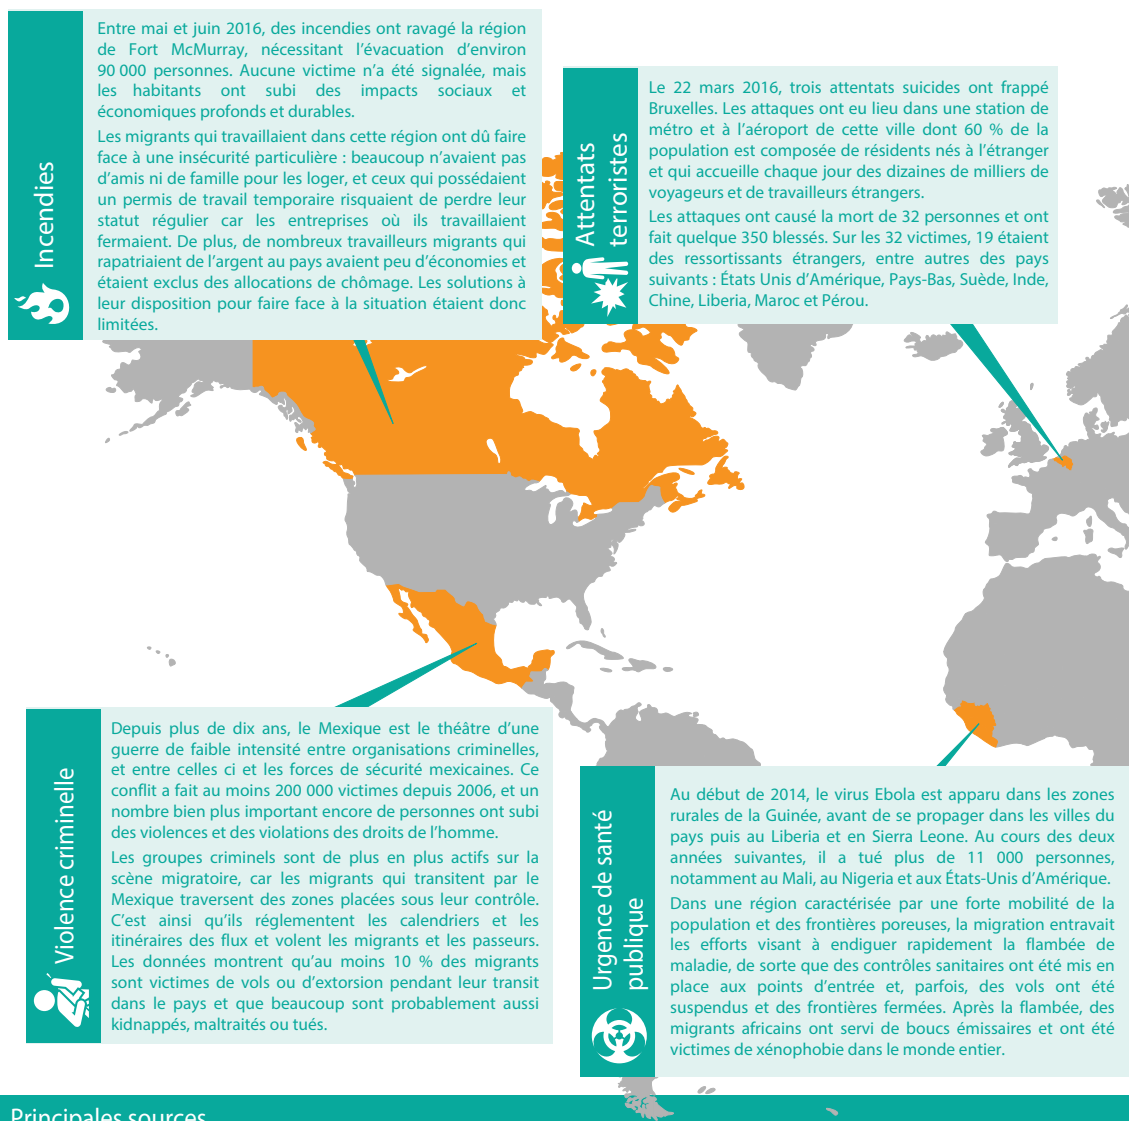 Incendies
Entre mai et juin 2016, des incendies ont ravagé la région
de Fort McMurray, nécessitant l’évacuation d’environ
90 000 personnes. Aucune victime n’a été signalée, mais
les habitants ont subi des impacts sociaux et
économiques profonds et durables.
Les migrants qui travaillaient dans cette région ont dû faire
face à une insécurité particulière : beaucoup n’avaient pas
d’amis ni de famille pour les loger, et ceux qui possédaient
un permis de travail temporaire risquaient de perdre leur
statut régulier car les entreprises où ils travaillaient
fermaient. De plus, de nombreux travailleurs migrants qui
rapatriaient de l’argent au pays avaient peu d’économies et
étaient exclus des allocations de chômage. Les solutions à
leur disposition pour faire face à la situation étaient donc
limitées.
Attentats
terroristes
Le 22 mars 2016, trois attentats suicides ont frappé
Bruxelles. Les attaques ont eu lieu dans une station de
métro et à l’aéroport de cette ville dont 60 % de la
population est composée de résidents nés à l’étranger
et qui accueille chaque jour des dizaines de milliers de
voyageurs et de travailleurs étrangers.
Les attaques ont causé la mort de 32 personnes et ont
fait quelque 350 blessés. Sur les 32 victimes, 19 étaient
des ressortissants étrangers, entre autres des pays
suivants : États Unis d’Amérique, Pays-Bas, Suède, Inde,
Chine, Liberia, Maroc et Pérou.
Violence criminelle
Depuis plus de dix ans, le Mexique est le théâtre d’une
guerre de faible intensité entre organisations criminelles,
et entre celles ci et les forces de sécurité mexicaines. Ce
conflit a fait au moins 200 000 victimes depuis 2006, et un
nombre bien plus important encore de personnes ont subi
des violences et des violations des droits de l’homme.
Les groupes criminels sont de plus en plus actifs sur la
scène migratoire, car les migrants qui transitent par le
Mexique traversent des zones placées sous leur contrôle.
C’est ainsi qu’ils réglementent les calendriers et les
itinéraires des flux et volent les migrants et les passeurs.
Les données montrent qu’au moins 10 % des migrants
sont victimes de vols ou d’extorsion pendant leur transit
dans le pays et que beaucoup sont probablement aussi
kidnappés, maltraités ou tués.
Urgence de santé
publique
Au début de 2014, le virus Ebola est apparu dans les zones
rurales de la Guinée, avant de se propager dans les villes du
pays puis au Liberia et en Sierra Leone. Au cours des deux
années suivantes, il a tué plus de 11 000 personnes,
notamment au Mali, au Nigeria et aux États-Unis d’Amérique.
Dans une région caractérisée par une forte mobilité de la
population et des frontières poreuses, la migration entravait
les efforts visant à endiguer rapidement la flambée de
maladie, de sorte que des contrôles sanitaires ont été mis en
place aux points d’entrée et, parfois, des vols ont été
suspendus et des frontières fermées. Après la flambée, des
migrants africains ont servi de boucs émissaires et ont été
victimes de xénophobie dans le monde entier.
Principales sources